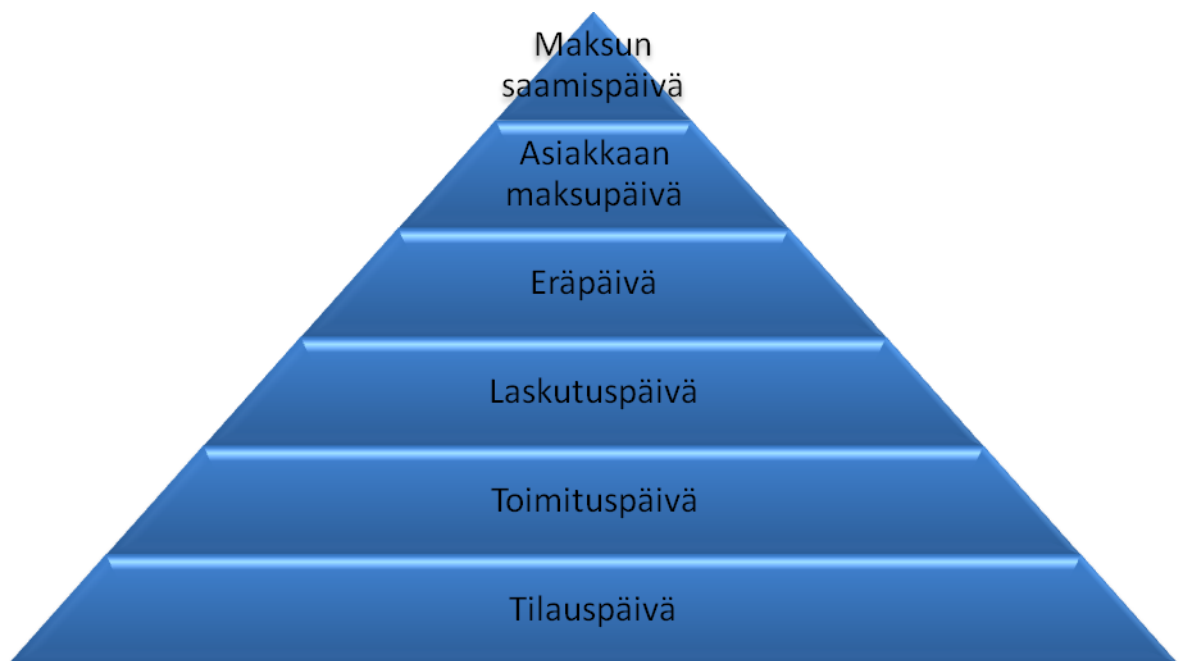 Maksun
saamispäivä
Asiakkaan
maksupäivä
Eräpäivä
Laskutuspäivä
Toimituspäivä
Tilauspäivä